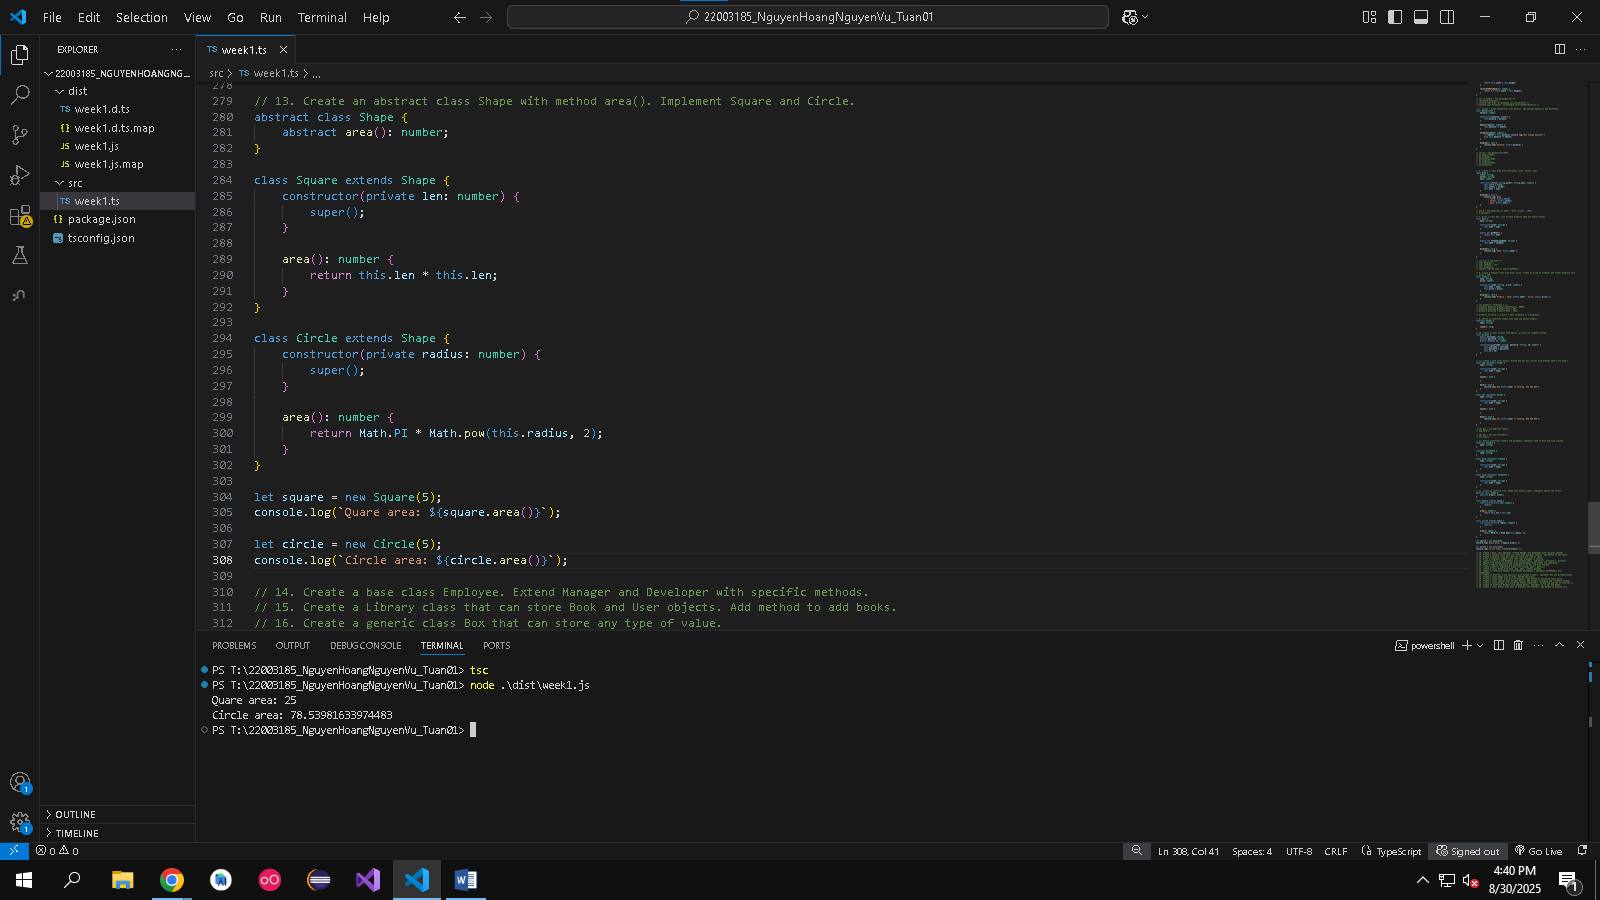 File Edit Selection View Go Run Terminal Help
22003185_NguyenHoangNguyenVu_Tuan01
EXPLORER
22003185_NGUYENHOANGNG...
dist
TS week1.d.ts
{} week1.d.ts.map
JS week1.js
JS week1.js.map
src
TS week1.ts
{} package.json
tsconfig.json
OUTLINE
TIMELINE
TS week1.ts
src > TS week1.ts > ...
278
279 // 13. Create an abstract class Shape with method area(). Implement Square and Circle.
280 abstract class Shape {
281 abstract area(): number;
282 }
283
284 class Square extends Shape {
285 constructor(private len: number) {
286 super();
287 }
288
289 area(): number {
290 return this.len * this.len;
291 }
292 }
293
294 class Circle extends Shape {
295 constructor(private radius: number) {
296 super();
297 }
298
299 area(): number {
300 return Math.PI * Math.pow(this.radius, 2);
301 }
302 }
303
304 let square = new Square(5);
305 console.log(`Quare area: ${square.area()}`);
306
307 let circle = new Circle(5);
308 console.log(`Circle area: ${circle.area()}`);
309
310 // 14. Create a base class Employee. Extend Manager and Developer with specific methods.
311 // 15. Create a Library class that can store Book and User objects. Add method to add books.
312 // 16. Create a generic class Box that can store any type of value.
PROBLEMS OUTPUT DEBUG CONSOLE TERMINAL PORTS
powershell
PS T:\22003185_NguyenHoangNguyenVu_Tuan01> tsc
PS T:\22003185_NguyenHoangNguyenVu_Tuan01> node .\dist\week1.js
Quare area: 25
Circle area: 78.53981633974483
PS T:\22003185_NguyenHoangNguyenVu_Tuan01>
1
1
0 0
Ln 308, Col 41 Spaces: 4 UTF-8 CRLF TypeScript Signed out Go Live
4:40 PM
8/30/2025
1